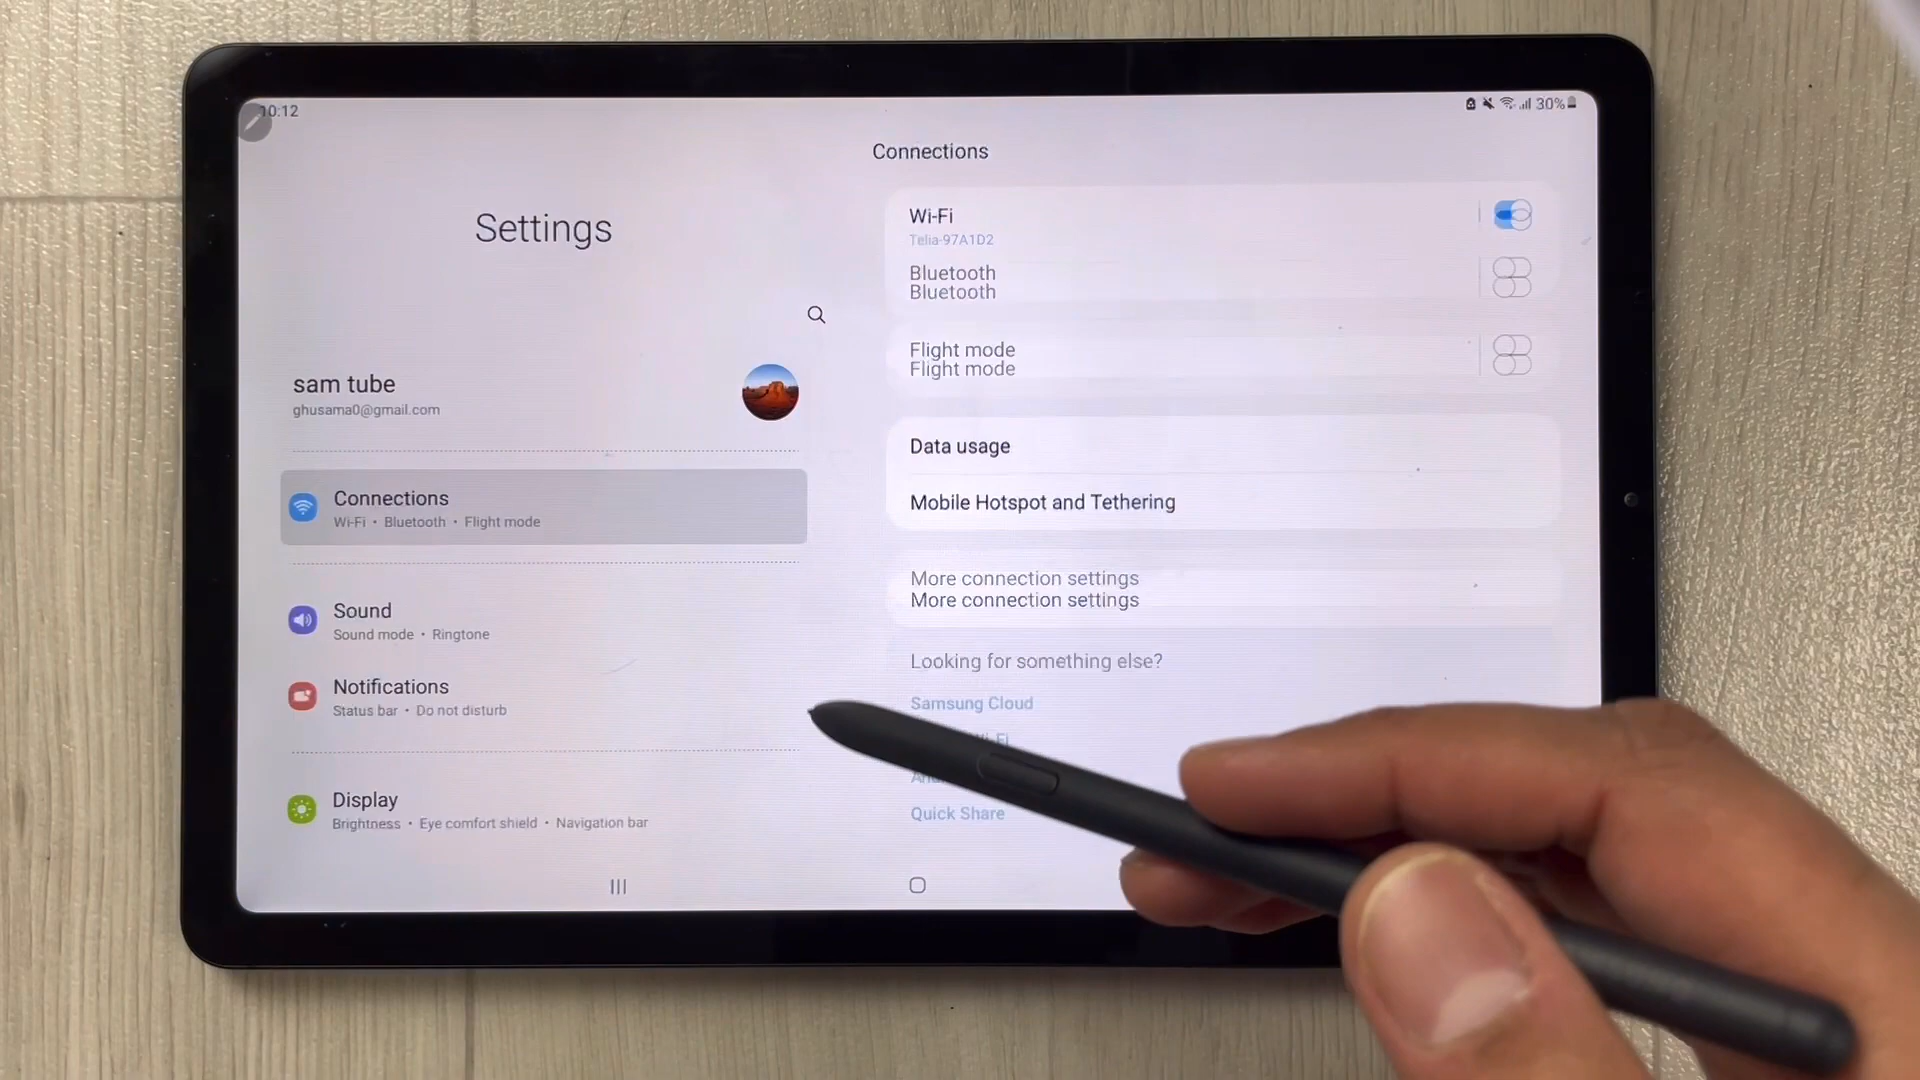 10:12
30%
Connections
Settings
Wi-Fi
Telia-97A1D2
Bluetooth
Bluetooth
Flight mode
Flight mode
sam tube
ghusama0@gmail.com
Data usage
Connections
Wi-Fi • Bluetooth • Flight mode
Mobile Hotspot and Tethering
More connection settings
More connection settings
Sound
Sound mode • Ringtone
Looking for something else?
Notifications
Status bar • Do not disturb
Samsung Cloud
Quick Share
Display
Brightness • Eye comfort shield • Navigation bar